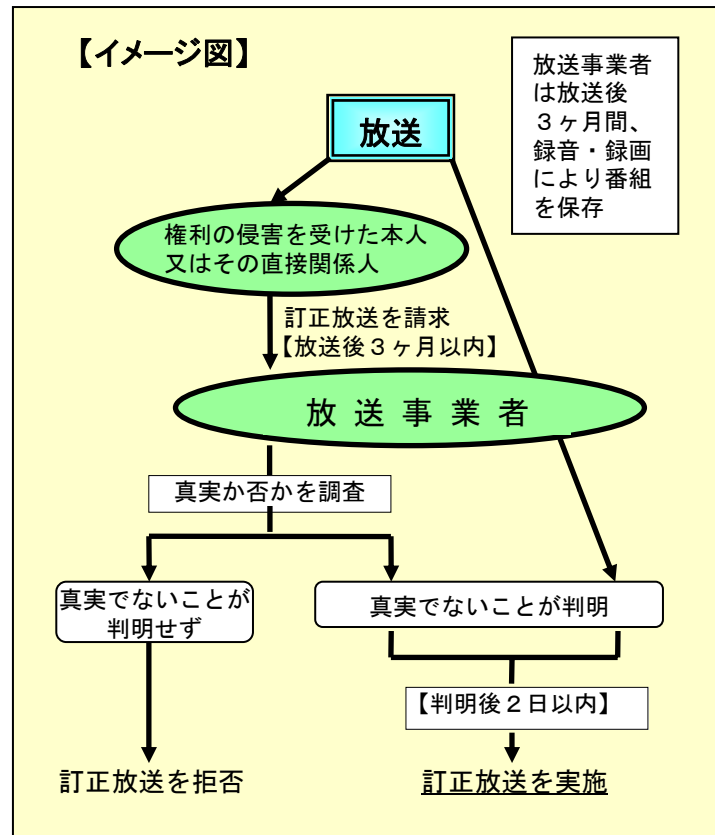 【イメージ図】
放送事業者
は放送後
３ヶ月間、
録音・録画
により番組
を保存
放送
権利の侵害を受けた本人
又はその直接関係人
訂正放送を請求
【放送後３ヶ月以内】
放 送 事 業 者
真実か否かを調査
真実でないことが
判明せず
真実でないことが判明
【判明後２日以内】
訂正放送を拒否
訂正放送を実施